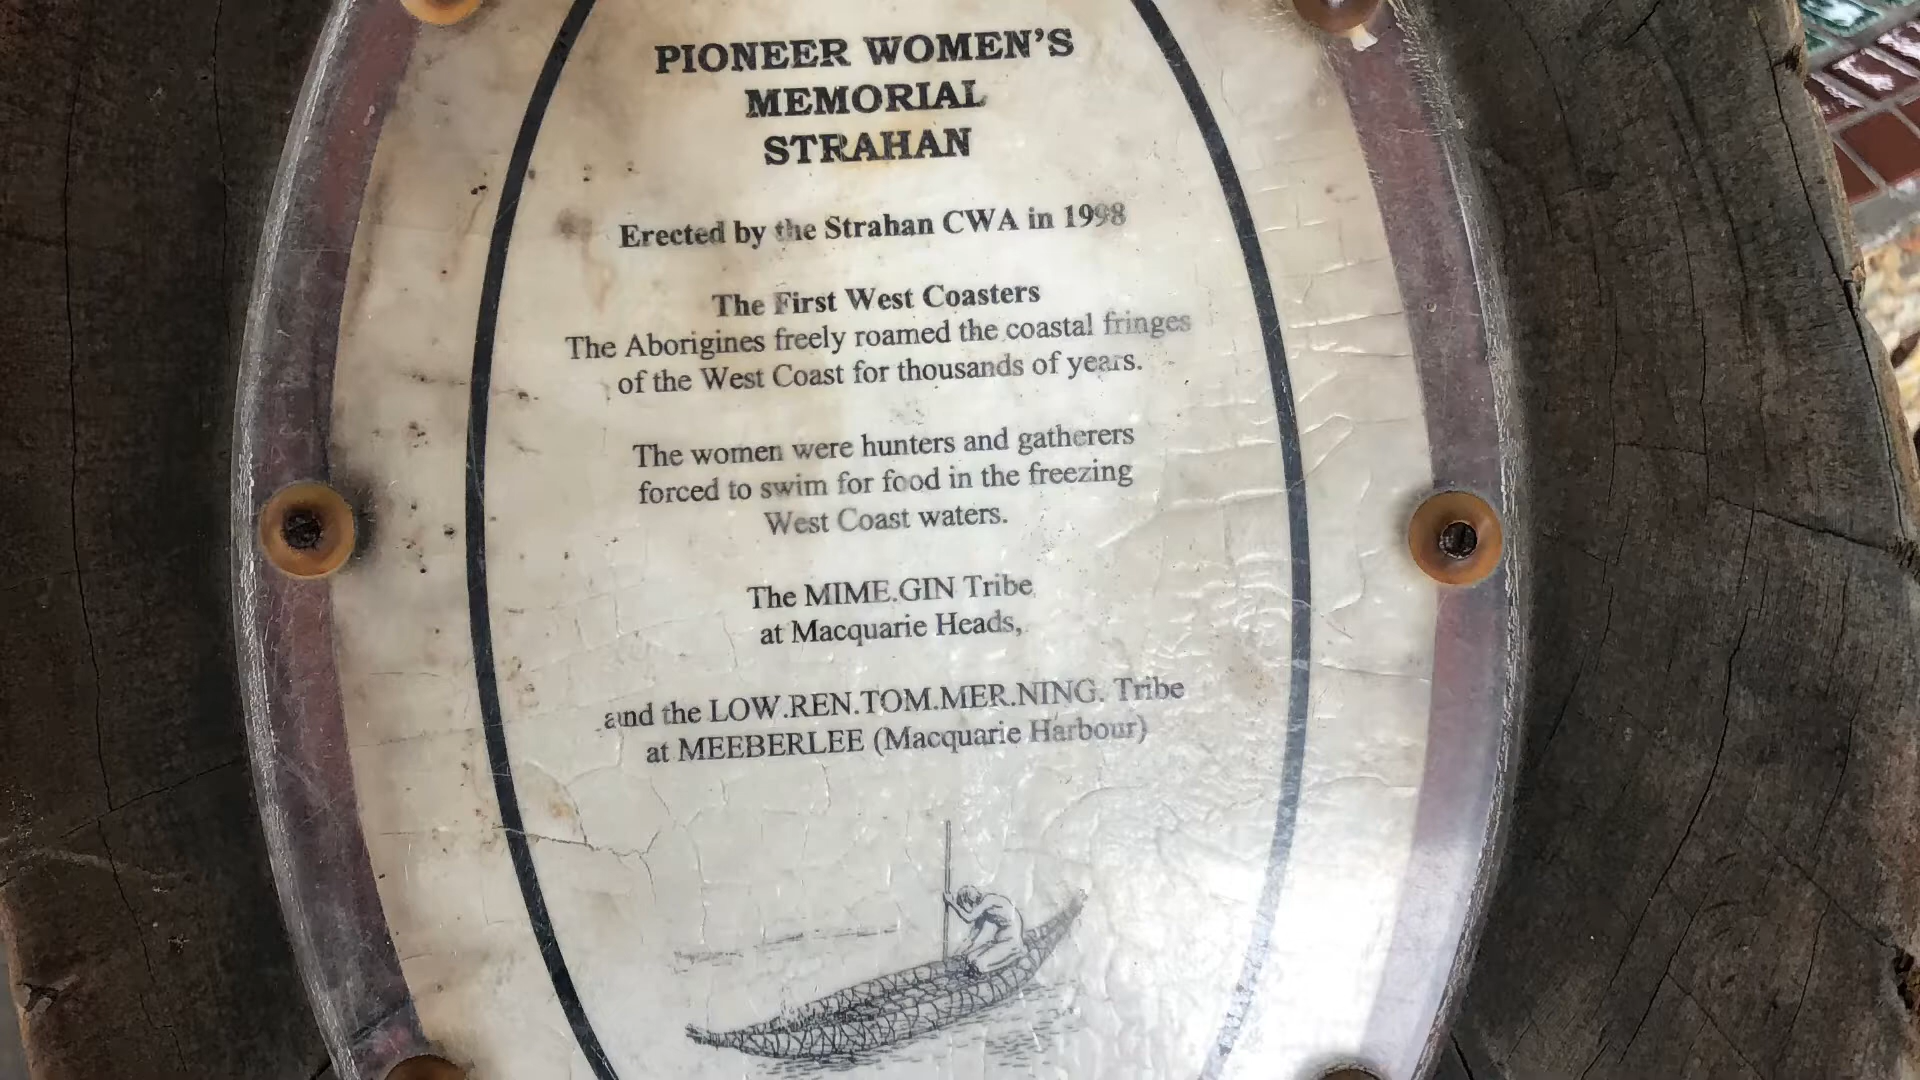 PIONEER WOMEN'S
MEMORIAL
STRAHAN
Erected by the Strahan CWA in 1998
The First West Coasters
The Aborigines freely roamed the coastal fringes
of the West Coast for thousands of years.
The women were hunters and gatherers
forced to swim for food in the freezing
West Coast waters.
The MIME.GIN Tribe
at Macquarie Heads,
and the LOW.REN.TOM.MER.NING. Tribe
at MEEBERLEE (Macquarie Harbour)